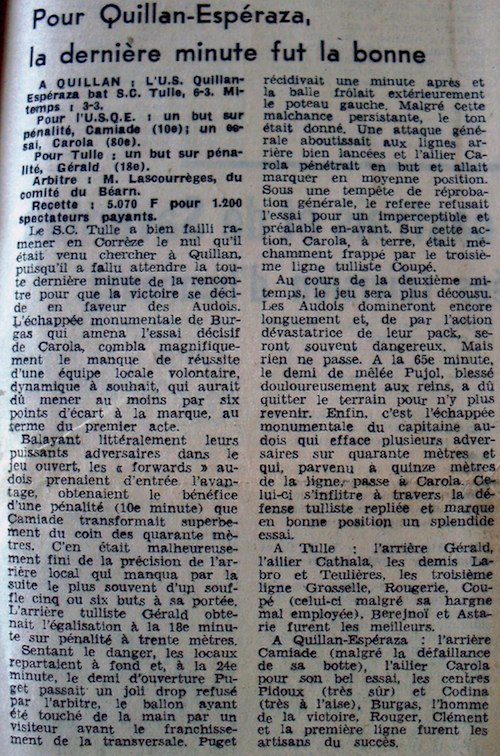 Pour Quillan-Espéraza,
la dernière minute fut la bonne
A QUILLAN : L'U.S. Quillan-
Espéraza bat S.C. Tulle, 6-3. Mi-
temps : 3-3.
Pour l'U.S.Q.E. : un but sur
pénalité, Camiade (10e); un es-
sai, Carola (80e).
Pour Tulle : un but sur péna-
lité, Gérald (18e).
Arbitre : M. Lascourrèges, du
comité du Béarn.
Recette : 5.070 F pour 1.200
spectateurs payants.
Le S.C. Tulle a bien failli ra-
mener en Corrèze le nul qu'il
était venu chercher à Quillan,
puisqu'il a fallu attendre la tou-
te dernière minute de la rencon-
tre pour que la victoire se déci-
de en faveur des Audois.
L'échappée monumentale de Bur-
gas qui amena l'essai décisif
de Carola, combla magnifique-
ment le manque de réussite
d'une équipe locale volontaire,
dynamique à souhait, qui aurait
dû mener au moins par six
points d'écart à la marque, au
terme du premier acte.
Balayant littéralement leurs
puissants adversaires dans le
jeu ouvert, les « forwards » au-
dois prenaient d'entrée l'avan-
tage, obtenaient le bénéfice
d'une pénalité (10e minute) que
Camiade transformait superbe-
ment du coin des quarante mè-
tres. C'en était malheureuse-
ment fini de la précision de l'ar-
rière local qui manqua par la
suite le plus souvent d'un souf-
fle cinq ou six buts à sa portée.
L'arrière tulliste Gérald obte-
nait l'égalisation à la 18e minu-
te sur pénalité à trente mètres.
Sentant le danger, les locaux
repartaient à fond et, à la 24e
minute, le demi d'ouverture Pu-
get passait un joli drop refusé
par l'arbitre, le ballon ayant
été touché de la main par un
visiteur avant le franchisse-
ment de la transversale. Puget
récidivait une minute après et
la balle frôlait extérieurement
le poteau gauche. Malgré cette
malchance persistante, le ton
était donné. Une attaque géné-
rale aboutissait aux lignes ar-
rière bien lancées et l'ailier Ca-
rola pénétrait en but et allait
marquer en moyenne position.
Sous une tempête de réproba-
tion générale, le referee refusait
l'essai pour un imperceptible et
préalable en-avant. Sur cette ac-
tion, Carola, à terre, était mé-
chamment frappé par le troisiè-
me ligne tulliste Coupé.
Au cours de la deuxième mi-
temps, le jeu sera plus décousu.
Les Audois domineront encore
longuement et, de par l'action
dévastatrice de leur pack, se-
ront souvent dangereux. Mais
rien ne passe. A la 65e minute,
le demi de mêlée Pujol, blessé
douloureusement aux reins, a dû
quitter le terrain pour n'y plus
revenir. Enfin, c'est l'échappée
monumentale du capitaine au-
dois qui efface plusieurs adver-
saires sur quarante mètres et
qui, parvenu à quinze mètres
de la ligne, passe à Carola. Ce-
lui-ci s'infiltre à travers la dé-
fense tulliste repliée et marque
en bonne position un splendide
essai.
A Tulle : l'arrière Gérald,
l'ailier Cathala, les demis La-
bro et Teulières, les troisième
ligne Grosselle, Rougerie, Cou-
pé (celui-ci malgré sa hargne
mal employée), Berejnoï et Asta-
rie furent les meilleurs.
A Quillan-Espéraza : l'arrière
Camiade (malgré la défaillance
de sa botte), l'ailier Carola
pour son bel essai, les centres
Pidoux (très sûr) et Codina
(très à l'aise), Burgas, l'homme
de la victoire, Rouger, Clément
et la première ligne furent les
artisans du succès.